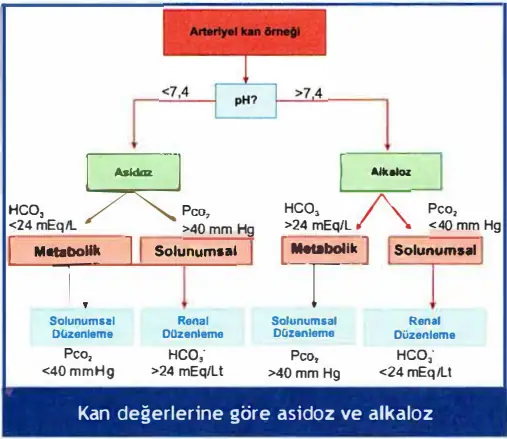 Arteriyel kan örneği
<7,4
pH?
>7,4
Asidoz
Alkaloz
HCO₃
<24 mEq/L
Pco₂
>40 mm Hg
HCO₃
>24 mEq/L
Pco₂
<40 mm Hg
Metabolik
Solunumsal
Metabolik
Solunumsal
Solunumsal
Düzenleme
Renal
Düzenleme
Solunumsal
Düzenleme
Renal
Düzenleme
Pco₂
<40 mmHg
HCO₃⁻
>24 mEq/Lt
Pco₂
>40 mm Hg
HCO₃⁻
<24 mEq/Lt
Kan değerlerine göre asidoz ve alkaloz